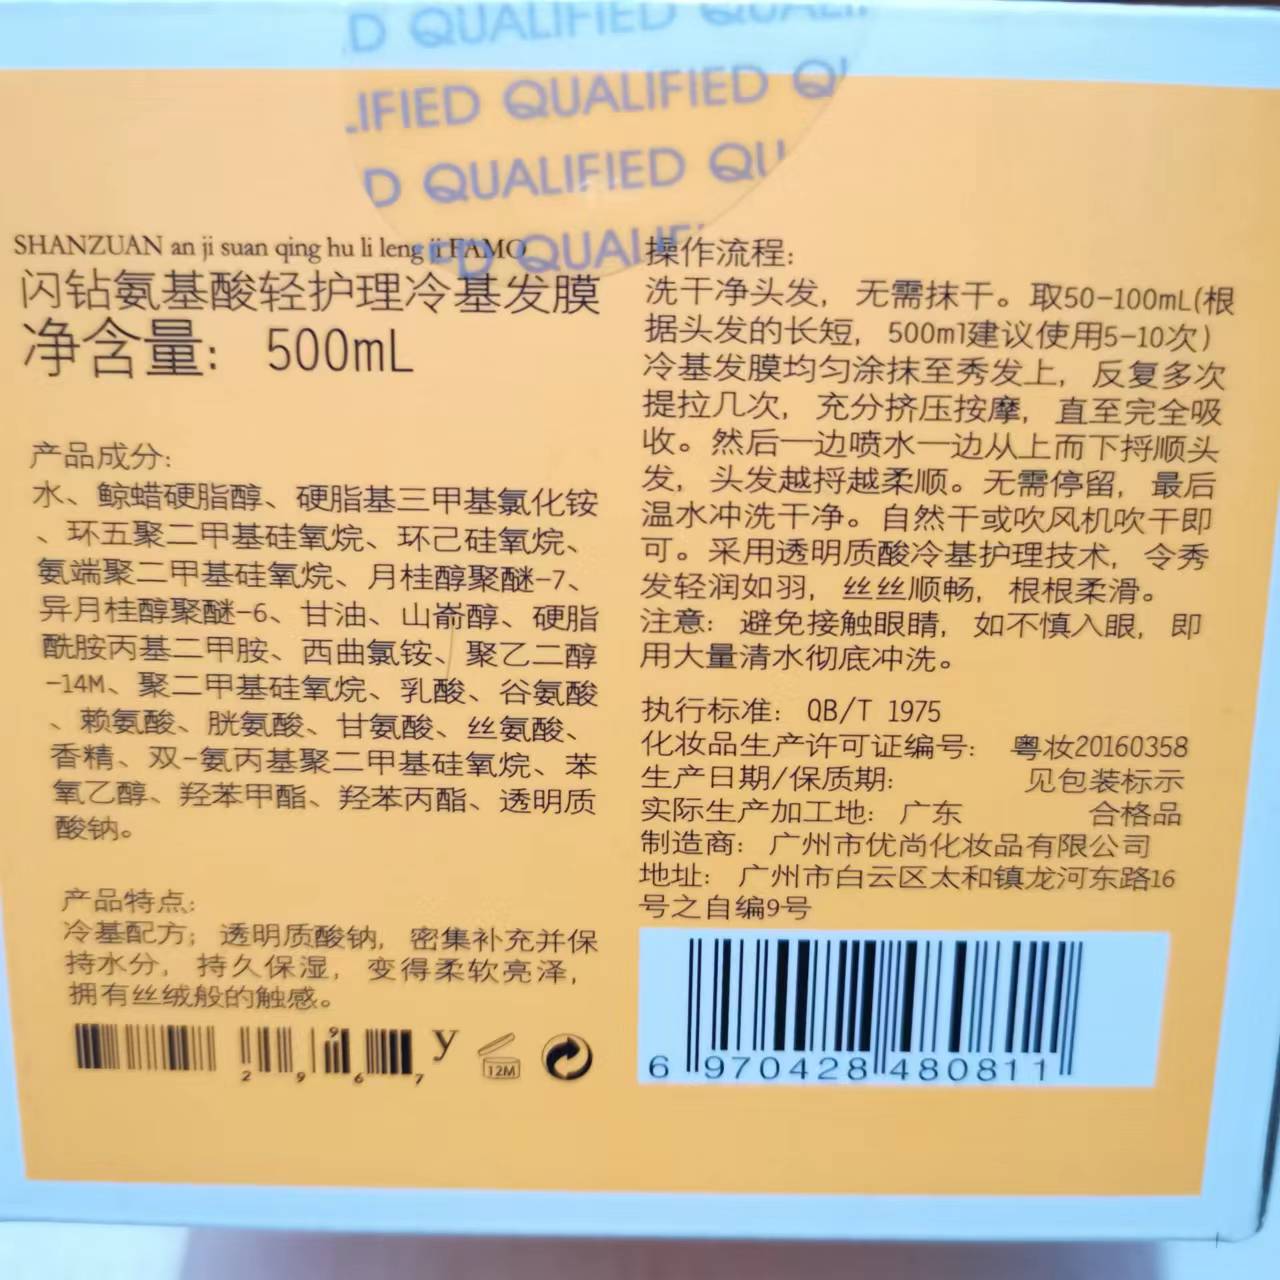 D QUALIFIED QUALIF
LIFIED QUALIFIED QU
D QUALIFIED QU
ED QUALIF
SHANZUAN an ji suan qing hu li leng ji FAMO
闪钻氨基酸轻护理冷基发膜
净含量: 500mL
产品成分:
水、鲸蜡硬脂醇、硬脂基三甲基氯化铵
、环五聚二甲基硅氧烷、环己硅氧烷、
氨端聚二甲基硅氧烷、月桂醇聚醚-7、
异月桂醇聚醚-6、甘油、山嵛醇、硬脂
酰胺丙基二甲胺、西曲氯铵、聚乙二醇
-14M、聚二甲基硅氧烷、乳酸、谷氨酸
、赖氨酸、胱氨酸、甘氨酸、丝氨酸、
香精、双-氨丙基聚二甲基硅氧烷、苯
氧乙醇、羟苯甲酯、羟苯丙酯、透明质
酸钠。
产品特点:
冷基配方；透明质酸钠，密集补充并保
持水分，持久保湿，变得柔软亮泽，
拥有丝绒般的触感。
2 9 9 6 7 y
12M
操作流程:
洗干净头发，无需抹干。取50-100mL(根
据头发的长短，500ml建议使用5-10次)
冷基发膜均匀涂抹至秀发上，反复多次
提拉几次，充分挤压按摩，直至完全吸
收。然后一边喷水一边从上而下捋顺头
发，头发越捋越柔顺。无需停留，最后
温水冲洗干净。自然干或吹风机吹干即
可。采用透明质酸冷基护理技术，令秀
发轻润如羽，丝丝顺畅，根根柔滑。
注意：避免接触眼睛，如不慎入眼，即
用大量清水彻底冲洗。
执行标准: QB/T 1975
化妆品生产许可证编号: 粤妆20160358
生产日期/保质期: 见包装标示
实际生产加工地: 广东 合格品
制造商: 广州市优尚化妆品有限公司
地址: 广州市白云区太和镇龙河东路16
号之自编9号
6 970428 480811